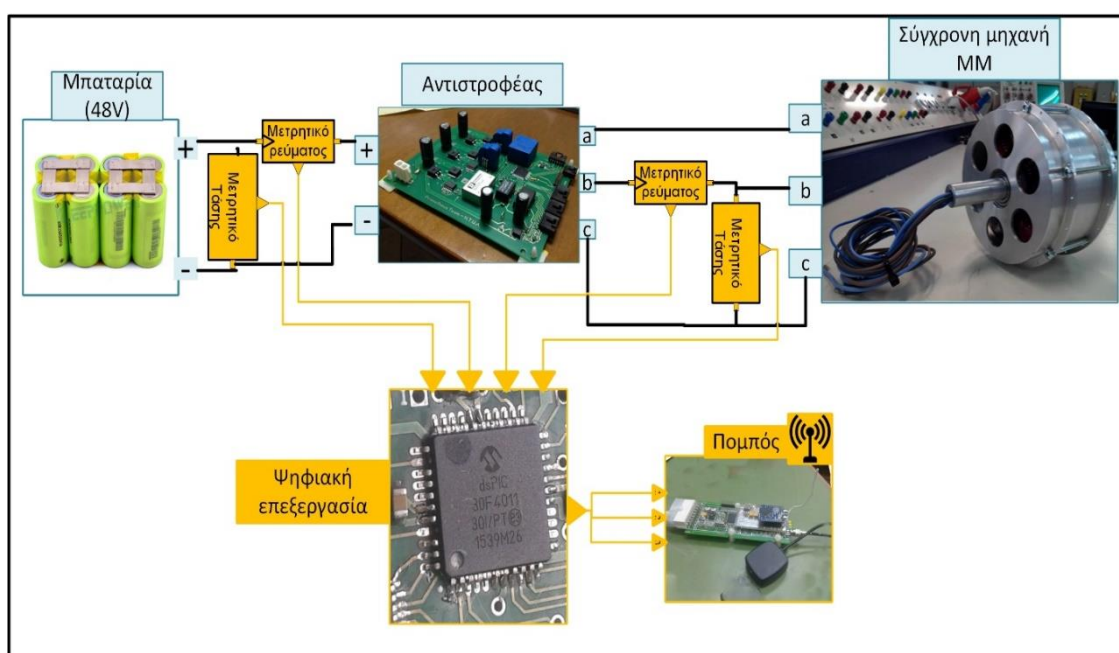 Μπαταρία
(48V)
Αντιστροφέας
Σύγχρονη μηχανή
ΜΜ
+
-
Μετρητικό
ρεύματος
Μετρητικό
Τάσης
+
-
a
b
c
Μετρητικό
ρεύματος
Μετρητικό
Τάσης
a
b
c
Ψηφιακή
επεξεργασία
dsPIC
30F4011
30I/PT
1539M26
Πομπός